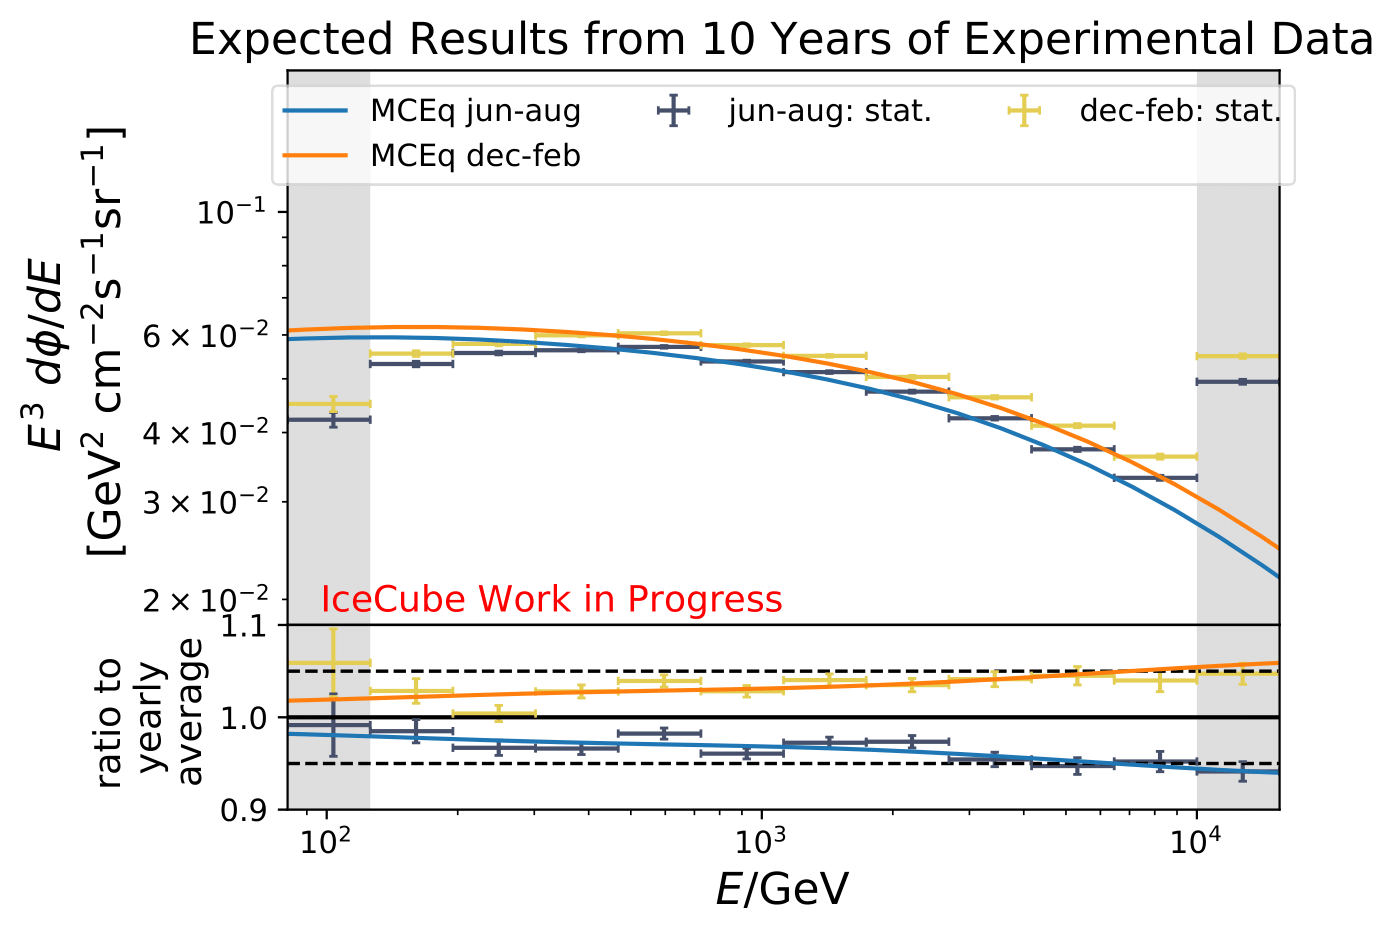 Expected Results from 10 Years of Experimental Data
MCEq jun-aug
MCEq dec-feb
jun-aug: stat.
dec-feb: stat.
E³ dϕ/dE
[GeV² cm⁻²s⁻¹sr⁻¹]
10⁻¹
6 × 10⁻²
4 × 10⁻²
3 × 10⁻²
2 × 10⁻²
IceCube Work in Progress
ratio to
yearly
average
1.1
1.0
0.9
10²
10³
10⁴
E/GeV